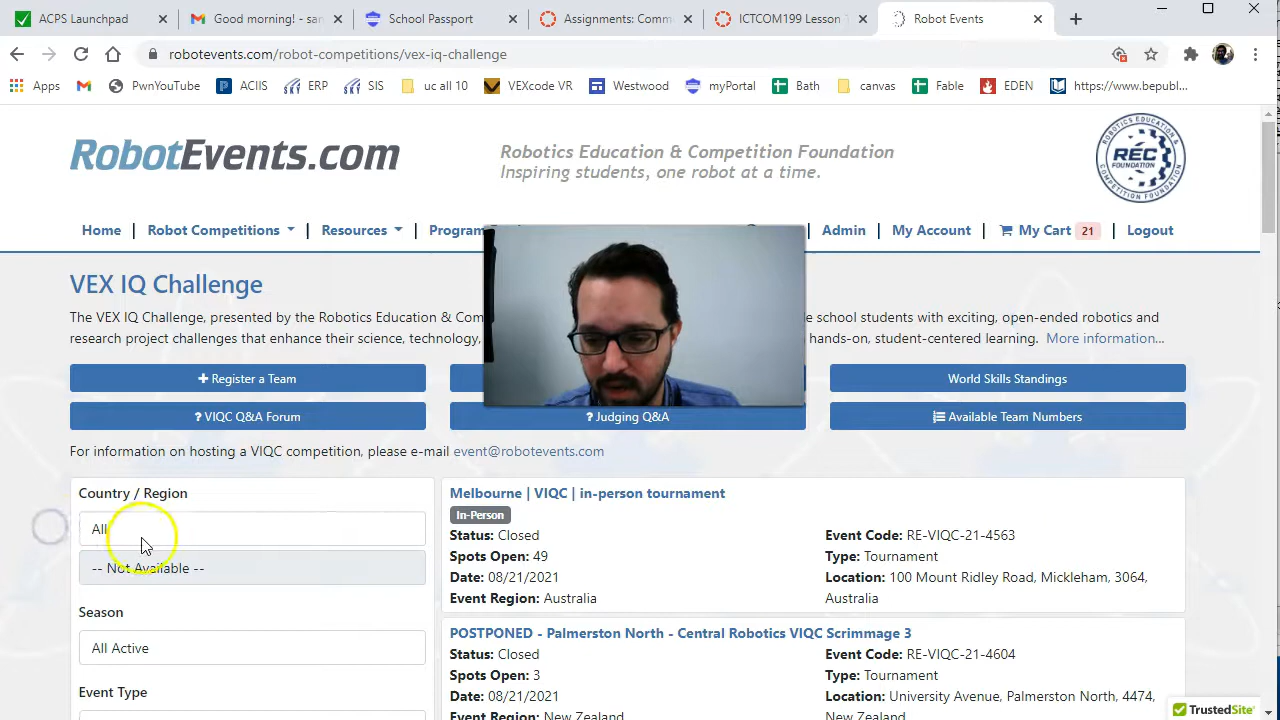 ACPS Launchpad
Good morning! - san
School Passport
Assignments: Comm
ICTCOM199 Lesson T
Robot Events
robotevents.com/robot-competitions/vex-iq-challenge
Apps
PwnYouTube
ACIIS
ERP
SIS
ucc all 10
VEXcode VR
Westwood
myPortal
Bath
canvas
Fable
EDEN
https://www.bepubl...
RobotEvents.com
Robotics Education & Competition Foundation
Inspiring students, one robot at a time.
ROBOTICS EDUCATION &
REC
FOUNDATION
COMPETITION FOUNDATION
Home | Robot Competitions | Resources | Program
| Admin | My Account | My Cart 21 | Logout
VEX IQ Challenge
The VEX IQ Challenge, presented by the Robotics Education & Com
e school students with exciting, open-ended robotics and
research project challenges that enhance their science, technology,
hands-on, student-centered learning. More information...
+ Register a Team
World Skills Standings
? VIQC Q&A Forum
? Judging Q&A
Available Team Numbers
For information on hosting a VIQC competition, please e-mail event@robotevents.com
Country / Region
All
-- Not Available --
Season
All Active
Event Type
Melbourne | VIQC | in-person tournament
In-Person
Status: Closed
Event Code: RE-VIQC-21-4563
Spots Open: 49
Type: Tournament
Date: 08/21/2021
Location: 100 Mount Ridley Road, Mickleham, 3064,
Event Region: Australia
Australia
POSTPONED - Palmerston North - Central Robotics VIQC Scrimmage 3
Status: Closed
Event Code: RE-VIQC-21-4604
Spots Open: 3
Type: Tournament
Date: 08/21/2021
Location: University Avenue, Palmerston North, 4474,
Event Region: New Zealand
New Zealand
TrustedSite